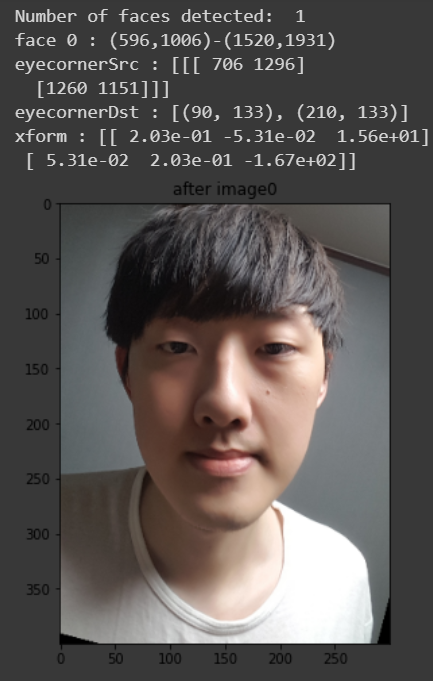 Number of faces detected:  1
face 0 : (596,1006)-(1520,1931)
eyecornerSrc : [[[ 706 1296]
  [1260 1151]]]
eyecornerDst : [(90, 133), (210, 133)]
xform : [[ 2.03e-01 -5.31e-02  1.56e+01]
 [ 5.31e-02  2.03e-01 -1.67e+02]]
after image0
0
50
100
150
200
250
300
350
0 50 100 150 200 250